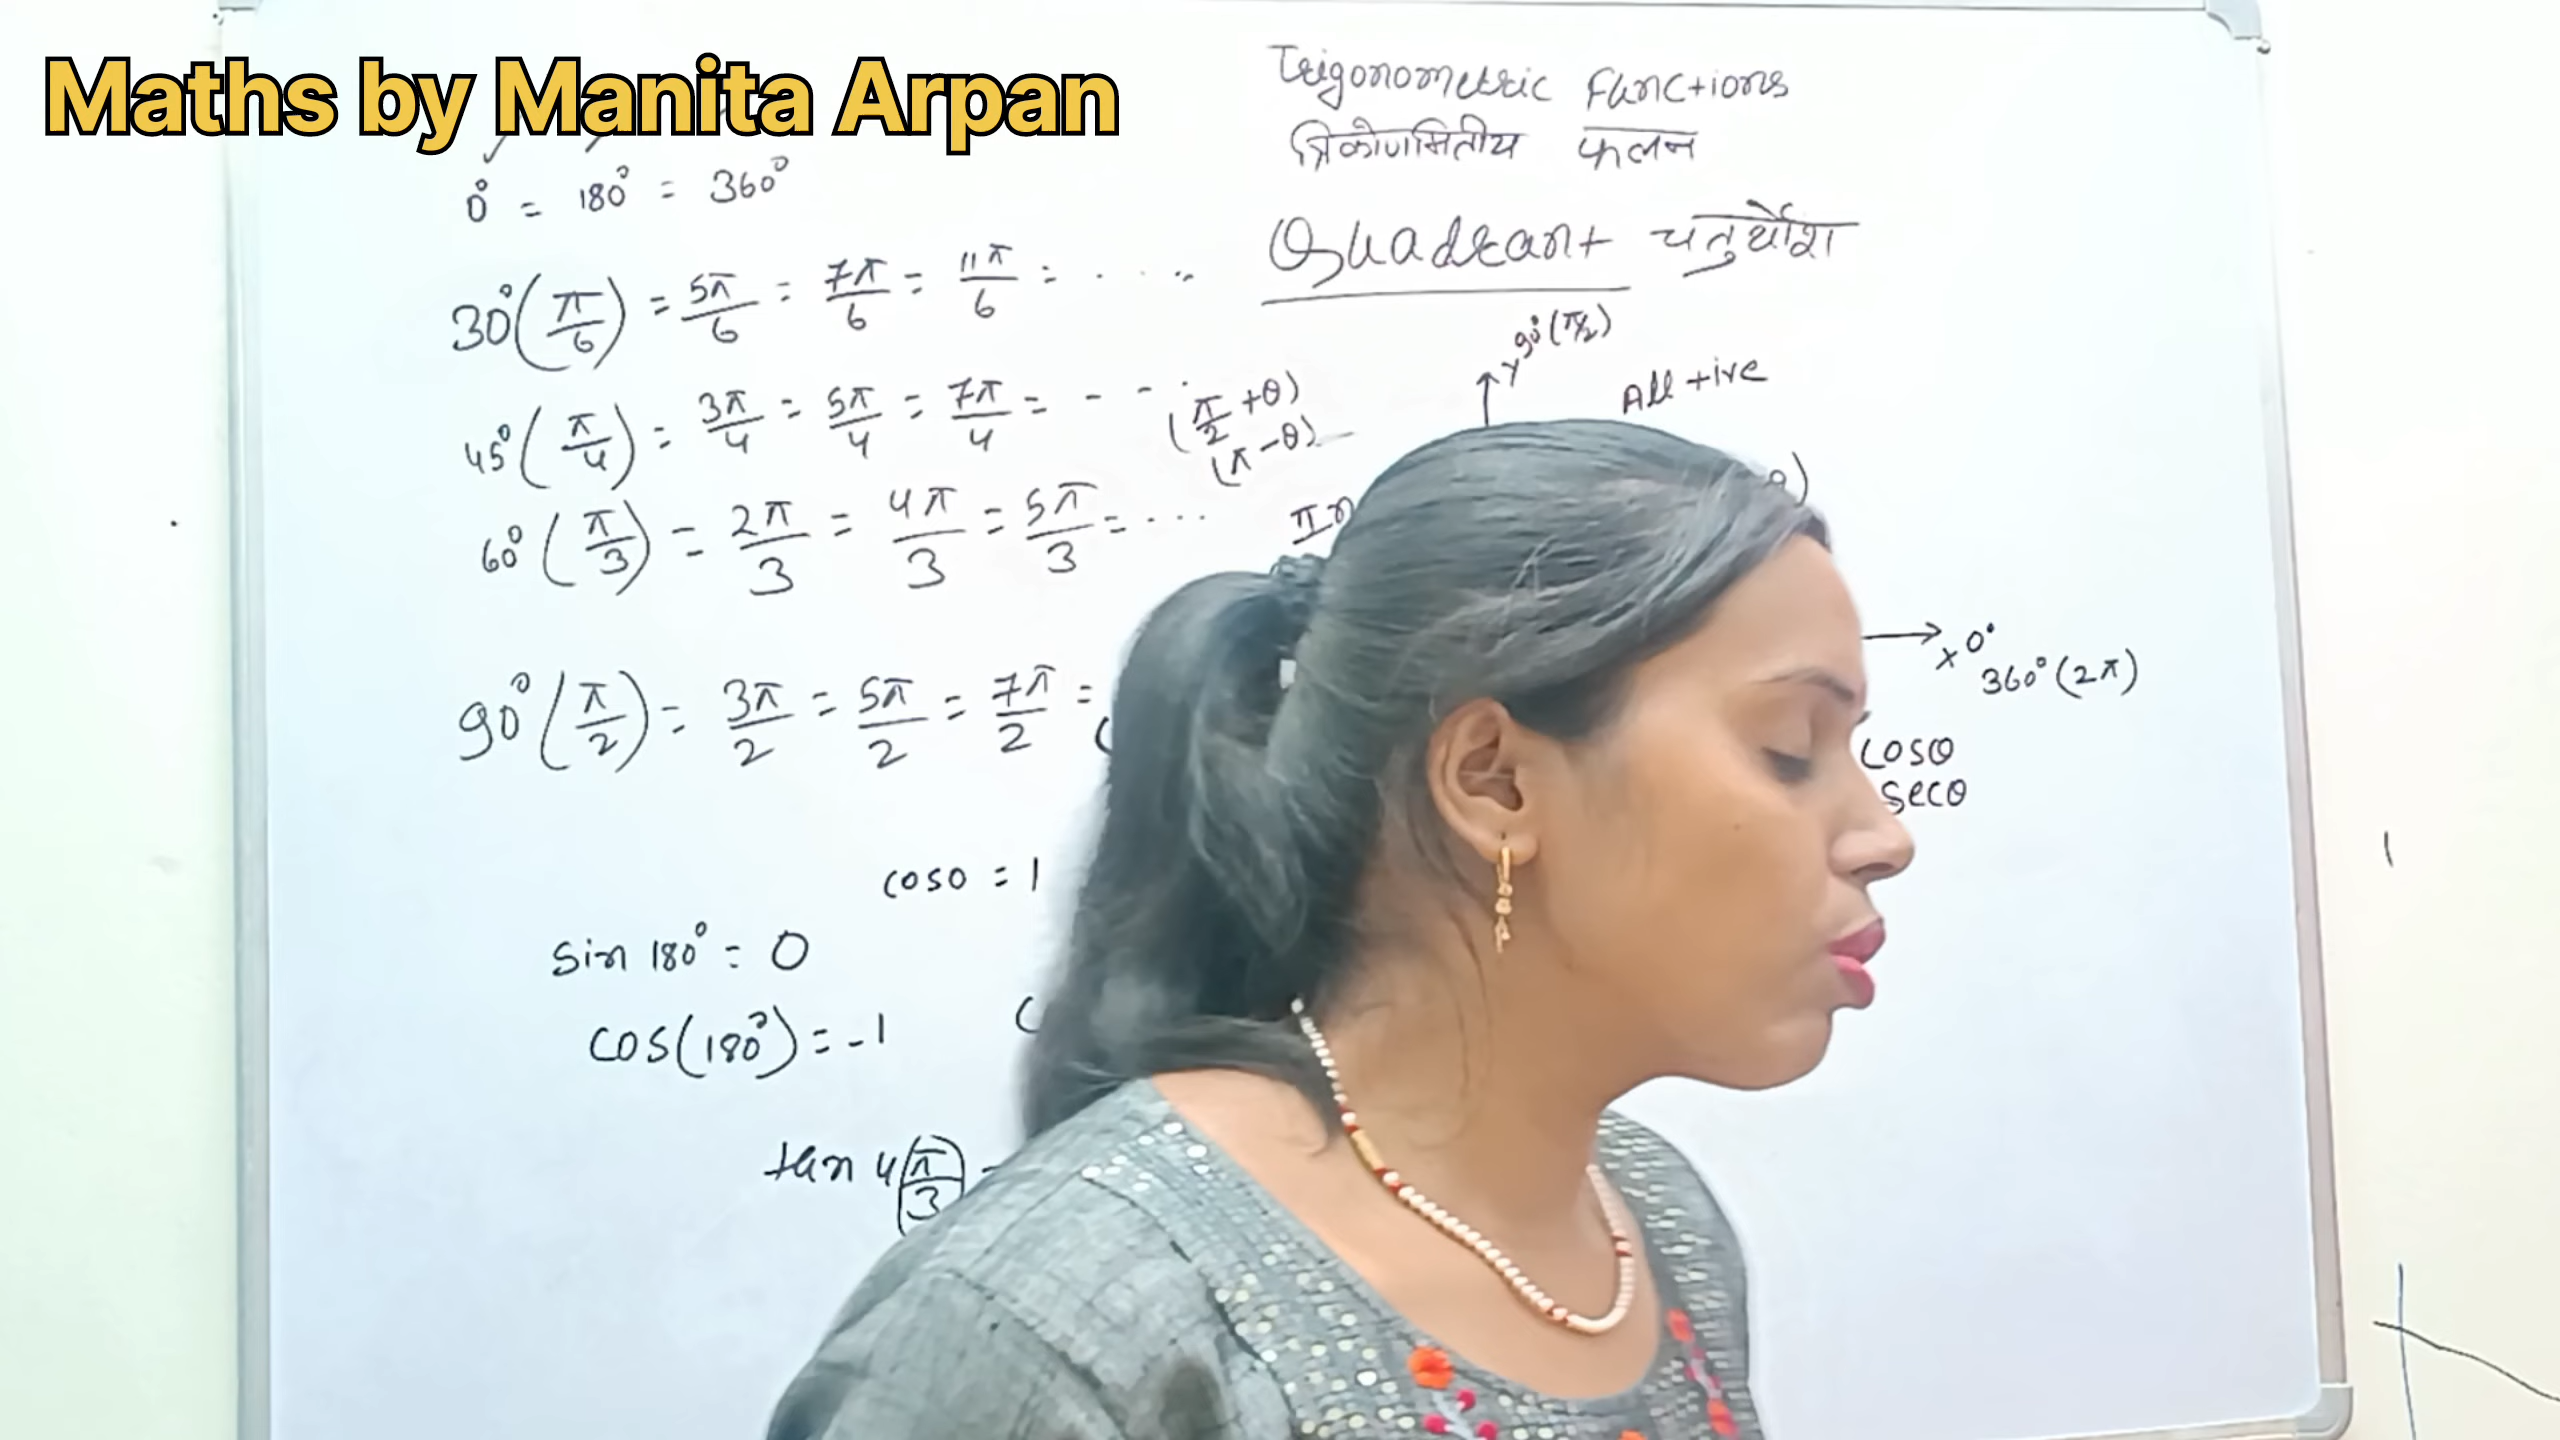 Maths by Manita Arpan
Trigonometric Functions
त्रिकोणमितीय फलन
0° = 180° = 360°
Quadrant चतुर्थांश
30° (π/6) = 5π/6 = 7π/6 = 11π/6 = ....
Y 90° (π/2)
All +ive
45° (π/4) = 3π/4 = 5π/4 = 7π/4 = - -
(π/2 +θ)
(π-θ)
60° (π/3) = 2π/3 = 4π/3 = 5π/3 = ...
X 0°
360° (2π)
90° (π/2) = 3π/2 = 5π/2 = 7π/2 =
cosθ
secθ
cos0 = 1
sin 180° = 0
cos(180°) = -1
tan 4(π/3)